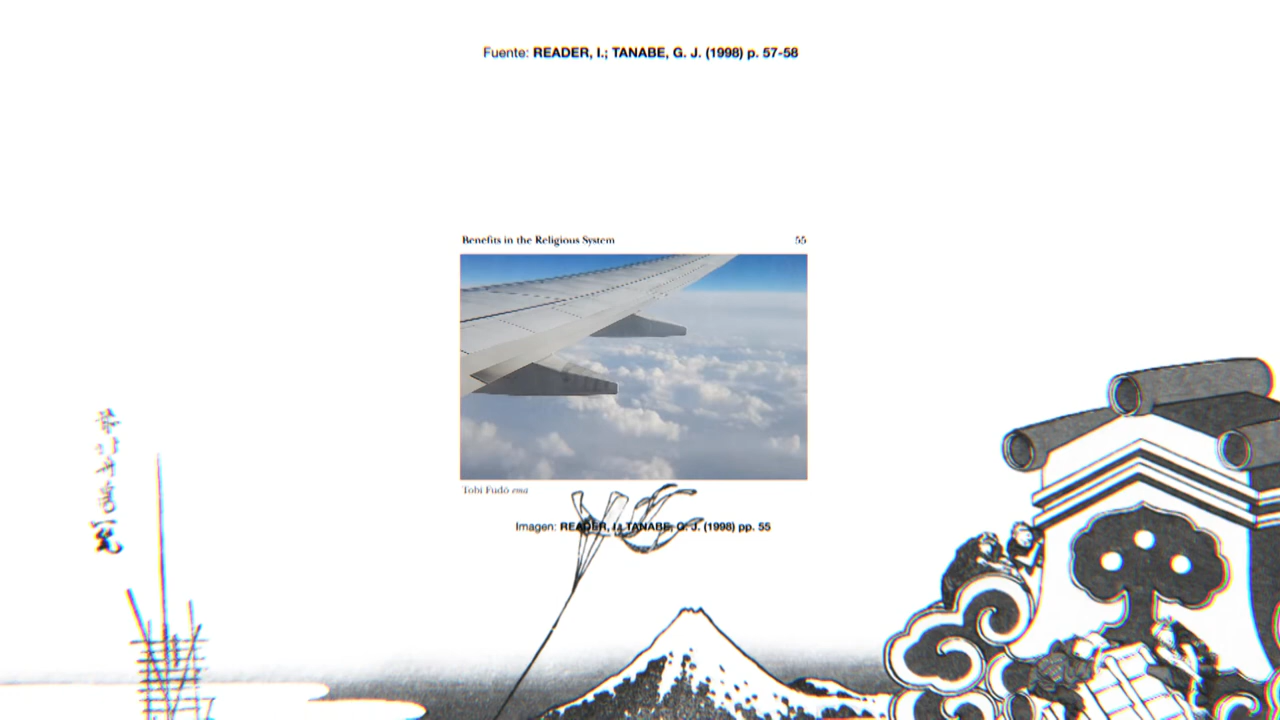 Fuente: READER, I.; TANABE, G. J. (1998) p. 57-58
Benefits in the Religious System 55
Tobi Fudō ema
Imagen: READER, I.; TANABE, G. J. (1998) pp. 55